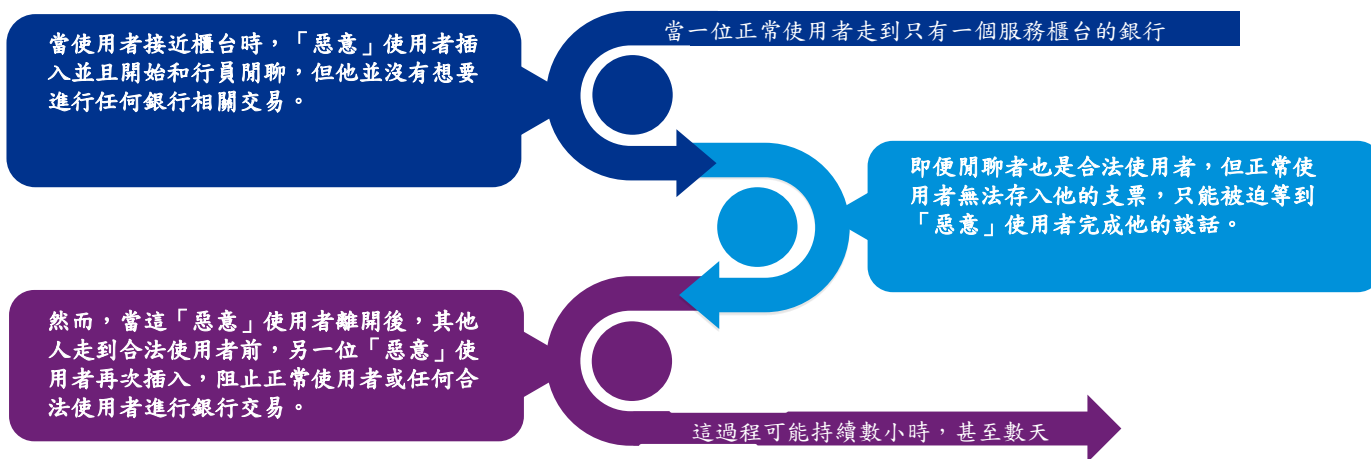 當一位正常使用者走到只有一個服務櫃台的銀行
當使用者接近櫃台時，「惡意」使用者插
入並且開始和行員閒聊，但他並沒有想要
進行任何銀行相關交易。
即便閒聊者也是合法使用者，但正常使
用者無法存入他的支票，只能被迫等到
「惡意」使用者完成他的談話。
然而，當這「惡意」使用者離開後，其他
人走到合法使用者前，另一位「惡意」使
用者再次插入，阻止正常使用者或任何合
法使用者進行銀行交易。
這過程可能持續數小時，甚至數天